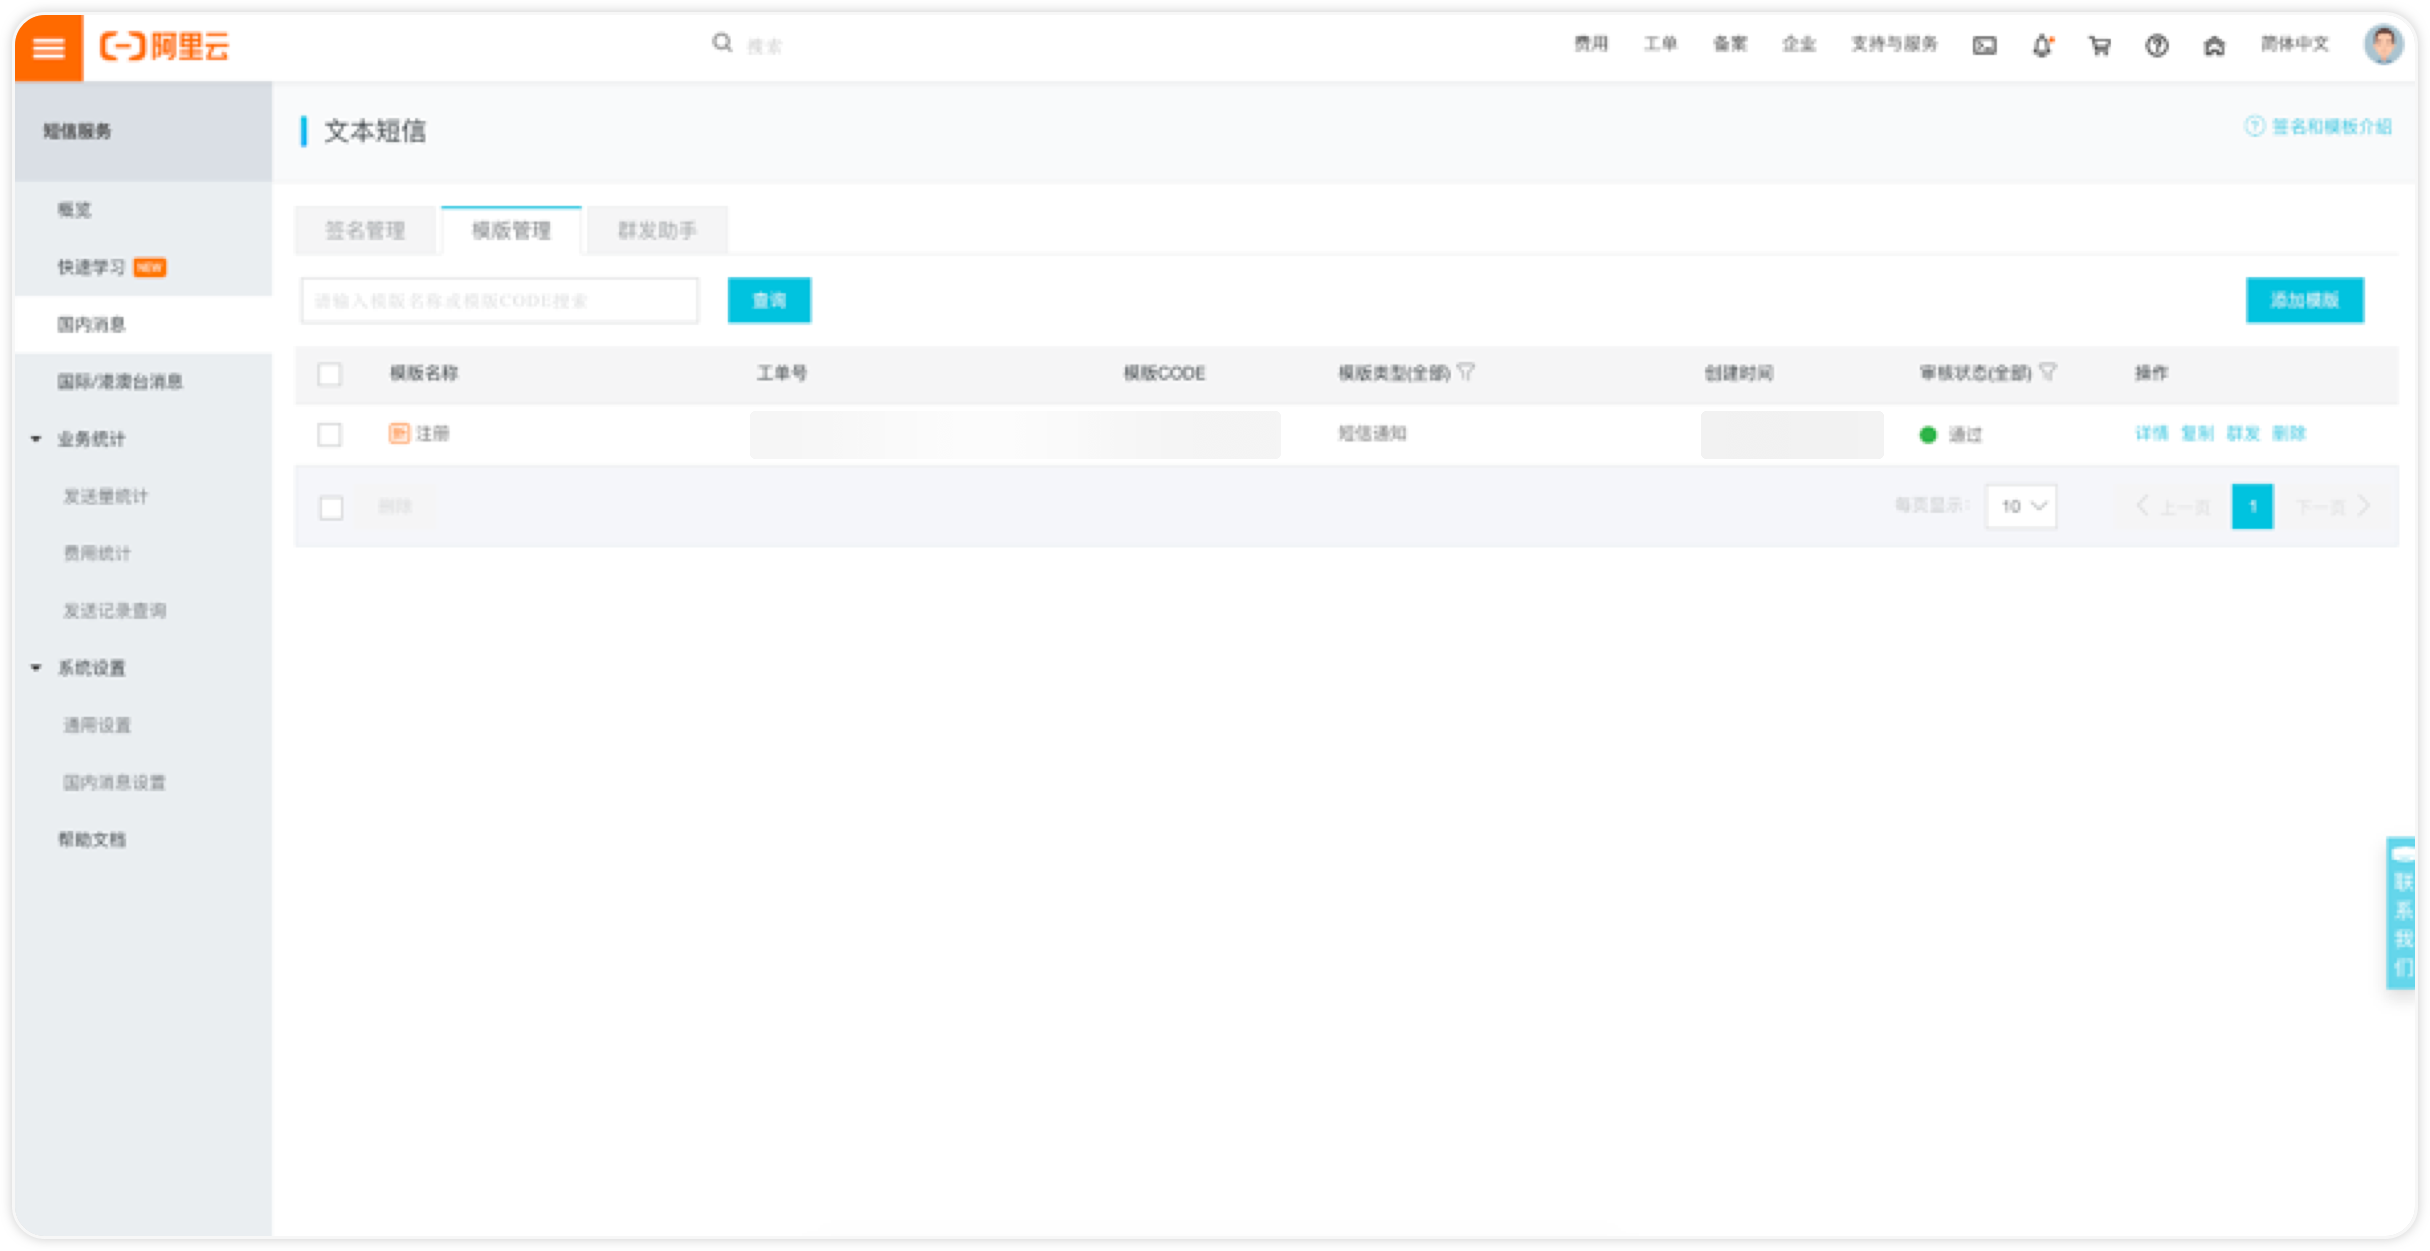 阿里云
搜索
费用 工单 备案 企业 支持与服务 简体中文
短信服务
概览
快速学习 NEW
国内消息
国际/港澳台消息
业务统计
发送量统计
费用统计
发送记录查询
系统设置
通用设置
国内消息设置
帮助文档
文本短信
签名和模板介绍
签名管理 模版管理 群发助手
请输入模版名称或模版CODE搜索 查询 添加模版
模版名称 工单号 模版CODE 模版类型(全部) 创建时间 审核状态(全部) 操作
注册 短信通知 通过 详情 复制 群发 删除
删除 每页显示: 10 上一页 1 下一页
联系我们